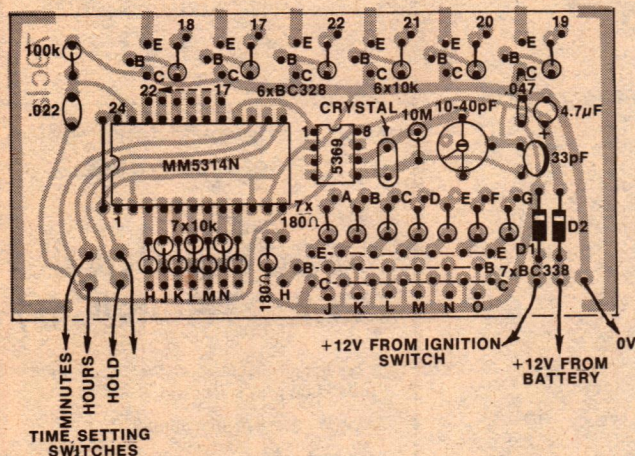 18 17 22 21 20 19
100k
E E E E E E
B B B B B B
C C C C C C
22 17 6xBC328 6x10k
.047
.022
24
CRYSTAL 10M 10-40pF 4.7µF
+
1 8
MM5314N
5369
33pF
1
7x
180Ω
A B C D E F G
7x10k
D1 D2
E- E
B- B
C- C
7xBC338
H J K L M N
180Ω
H
J K L M N O
MINUTES
HOURS
HOLD
+12V FROM IGNITION
SWITCH
+12V FROM
BATTERY
0V
TIME SETTING
SWITCHES